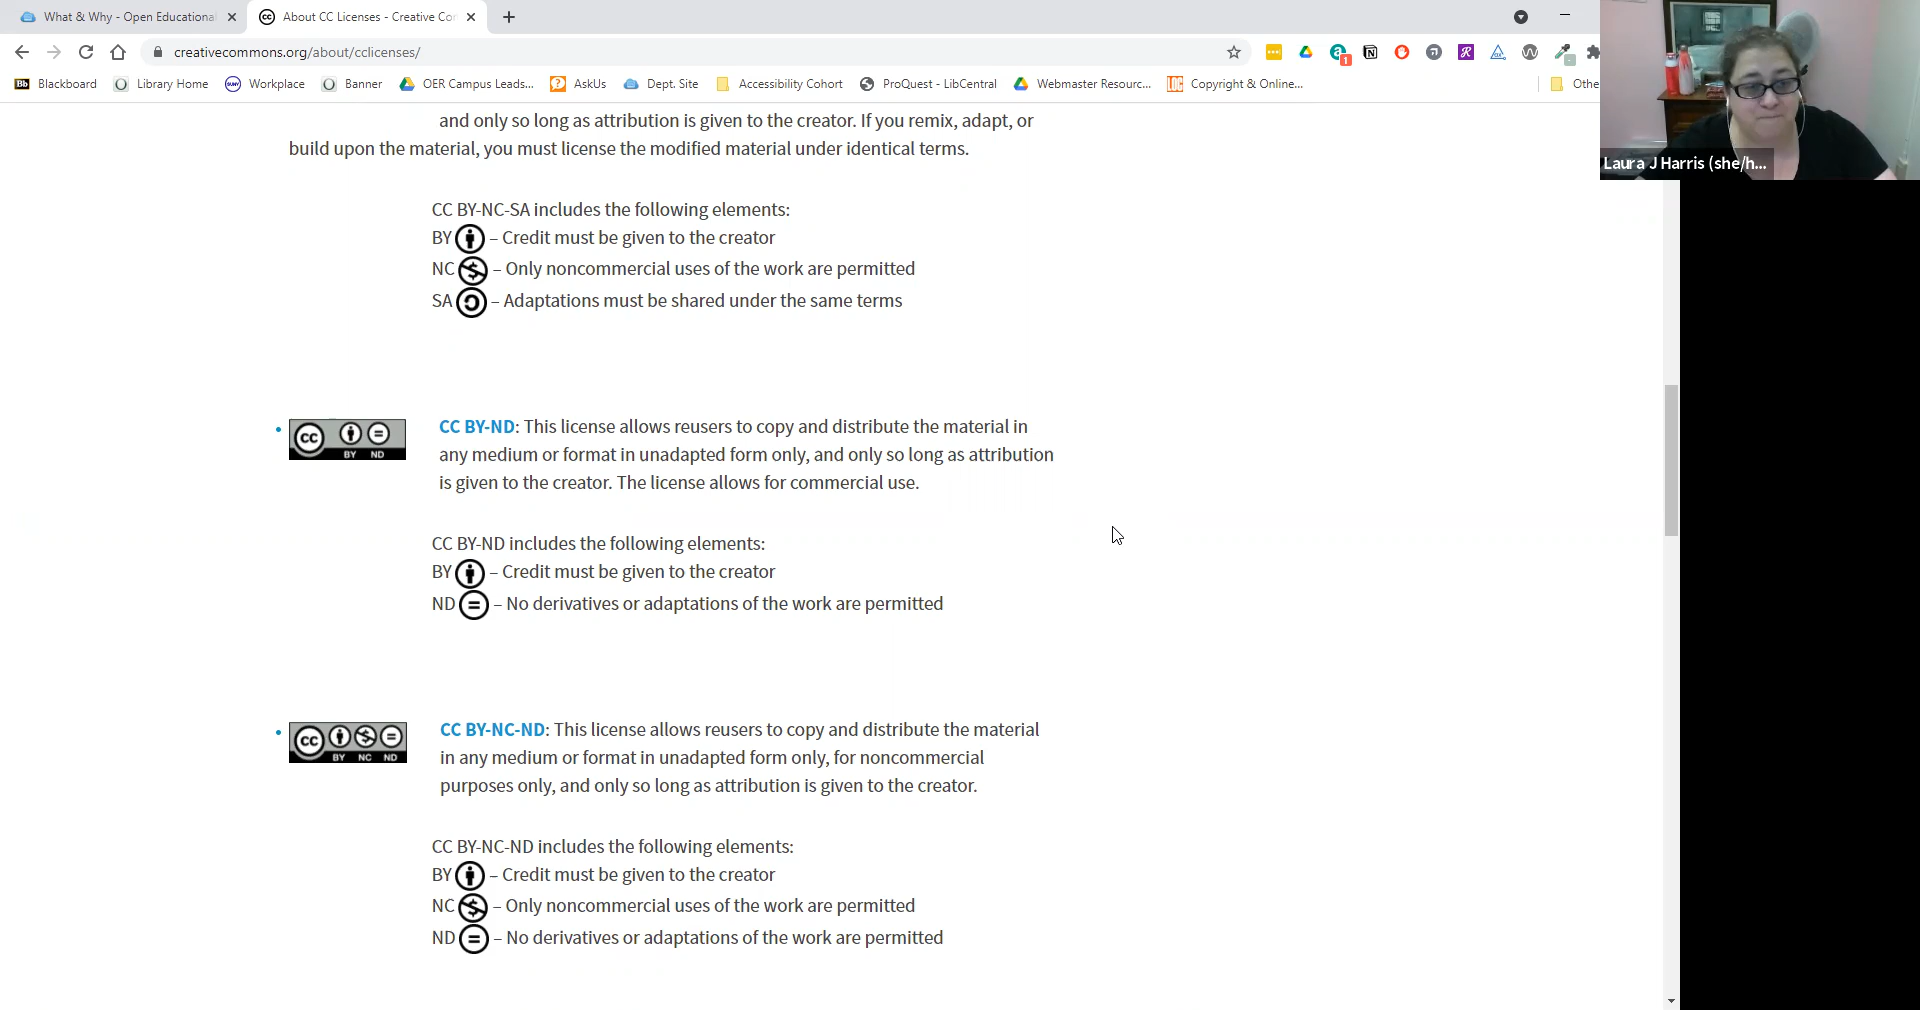 What & Why - Open Educational
About CC Licenses - Creative Co
creativecommons.org/about/cclicenses/
1
Bb Blackboard
Library Home
SUNY Workplace
Banner
OER Campus Leads...
AskUs
Dept. Site
Accessibility Cohort
ProQuest - LibCentral
Webmaster Resourc...
LOC Copyright & Online...
Othe
Laura J Harris (she/h...
and only so long as attribution is given to the creator. If you remix, adapt, or
build upon the material, you must license the modified material under identical terms.
CC BY-NC-SA includes the following elements:
BY – Credit must be given to the creator
NC – Only noncommercial uses of the work are permitted
SA – Adaptations must be shared under the same terms
cc BY ND
CC BY-ND: This license allows reusers to copy and distribute the material in
any medium or format in unadapted form only, and only so long as attribution
is given to the creator. The license allows for commercial use.
CC BY-ND includes the following elements:
BY – Credit must be given to the creator
ND – No derivatives or adaptations of the work are permitted
cc BY NC ND
CC BY-NC-ND: This license allows reusers to copy and distribute the material
in any medium or format in unadapted form only, for noncommercial
purposes only, and only so long as attribution is given to the creator.
CC BY-NC-ND includes the following elements:
BY – Credit must be given to the creator
NC – Only noncommercial uses of the work are permitted
ND – No derivatives or adaptations of the work are permitted